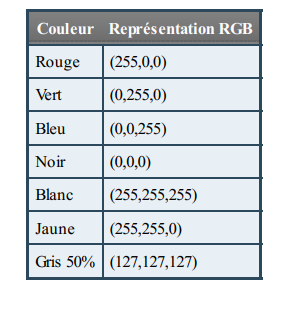 Couleur Représentation RGB
Rouge (255,0,0)
Vert (0,255,0)
Bleu (0,0,255)
Noir (0,0,0)
Blanc (255,255,255)
Jaune (255,255,0)
Gris 50% (127,127,127)